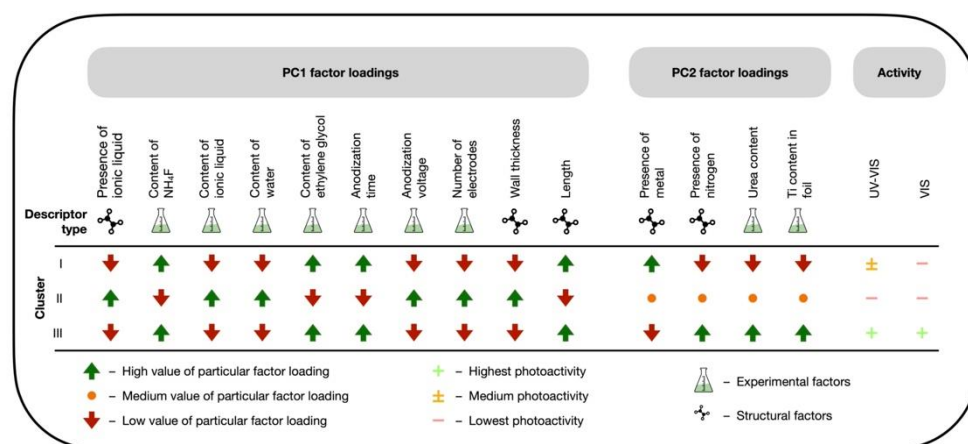 PC1 factor loadings PC2 factor loadings Activity
Presence of ionic liquid
Content of NH₄F
Content of ionic liquid
Content of water
Content of ethylene glycol
Anodization time
Anodization voltage
Number of electrodes
Wall thickness
Length
Presence of metal
Presence of nitrogen
Urea content
Ti content in foil
UV-VIS
VIS
Descriptor type
Cluster
I
II
III
– High value of particular factor loading
– Medium value of particular factor loading
– Low value of particular factor loading
– Highest photoactivity
– Medium photoactivity
– Lowest photoactivity
– Experimental factors
– Structural factors